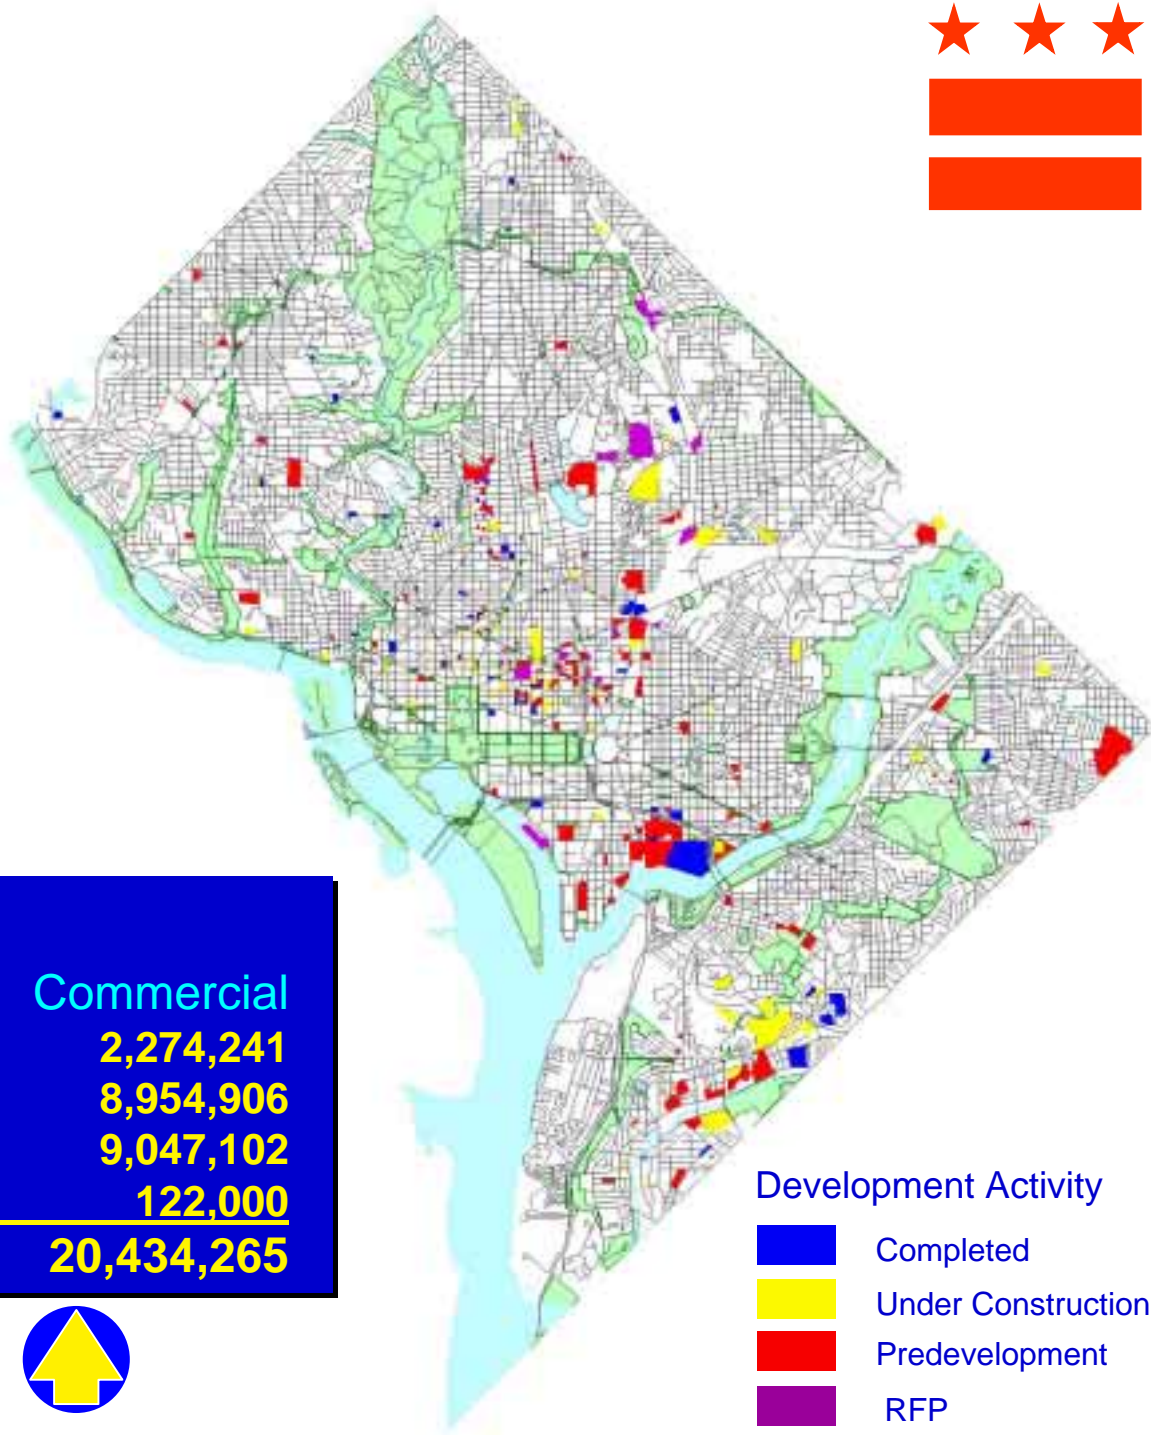 Commercial
2,274,241
8,954,906
9,047,102
122,000
20,434,265
Development Activity
Completed
Under Construction
Predevelopment
RFP